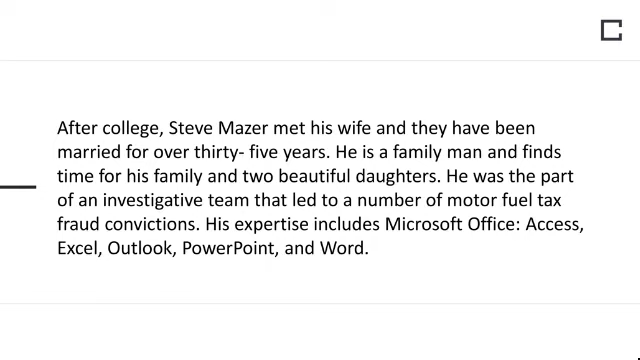 After college, Steve Mazer met his wife and they have been
married for over thirty- five years. He is a family man and finds
time for his family and two beautiful daughters. He was the part
of an investigative team that led to a number of motor fuel tax
fraud convictions. His expertise includes Microsoft Office: Access,
Excel, Outlook, PowerPoint, and Word.